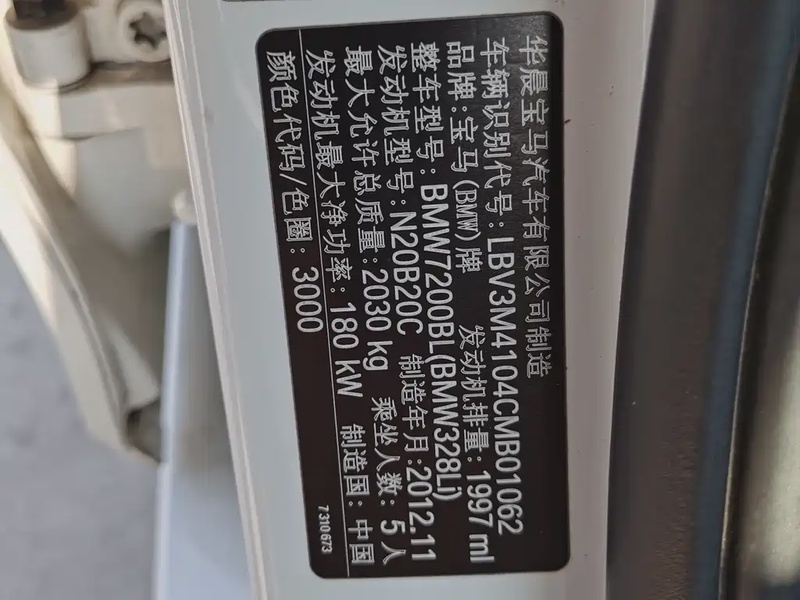 华晨宝马汽车有限公司制造
车辆识别代号:LBV3M4104CMB01062
品牌:宝马(BMW)牌 发动机排量:1997 ml
整车型号:BMW7200BL(BMW328Li)
发动机型号:N20B20C 制造年月:2012.11
最大允许总质量:2030 kg 乘坐人数:5人
发动机最大净功率:180 kW 制造国:中国
颜色代码/色圈:3000
7 310 673